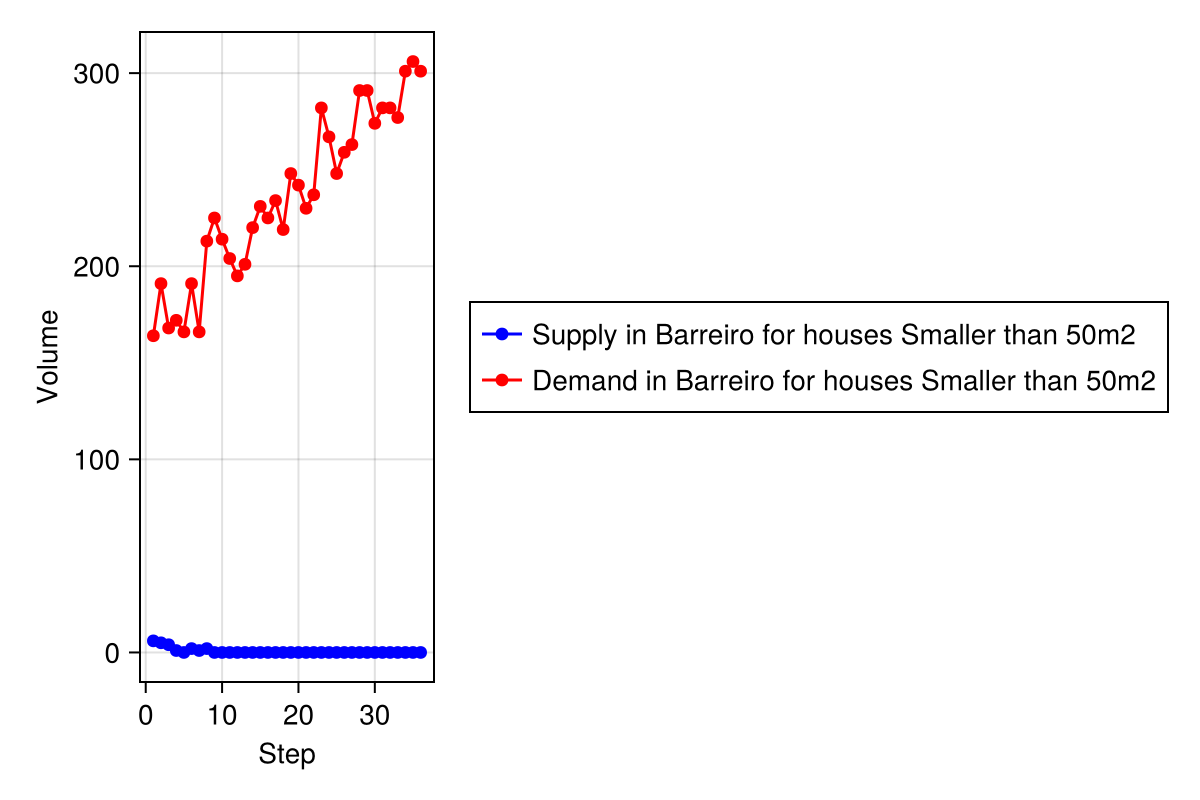 Volume
300
200
100
0
0 10 20 30
Step
Supply in Barreiro for houses Smaller than 50m2
Demand in Barreiro for houses Smaller than 50m2